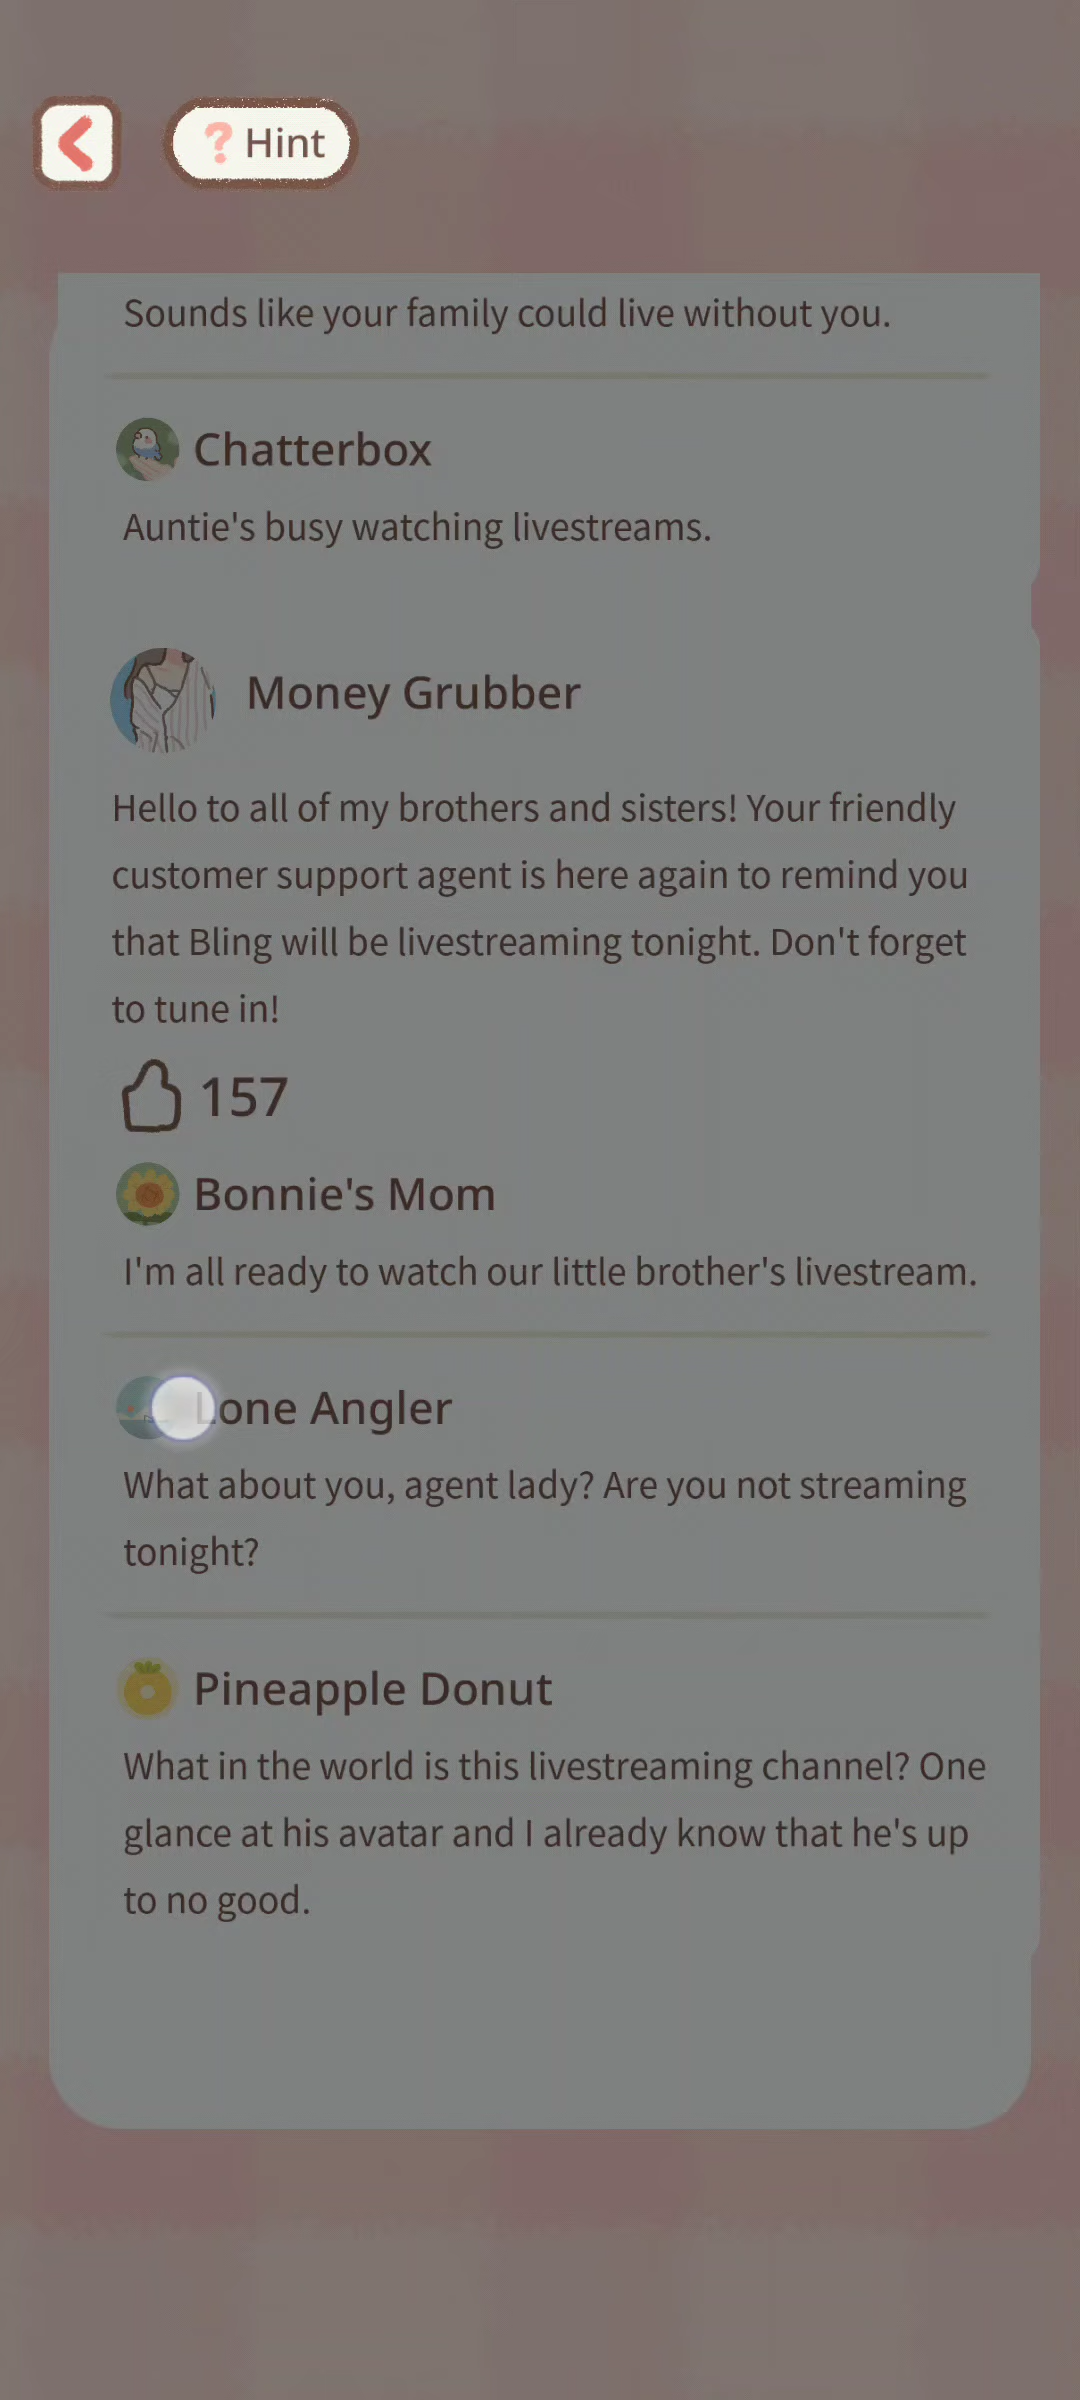 ? Hint
Sounds like your family could live without you.
Chatterbox
Auntie's busy watching livestreams.
Money Grubber
Hello to all of my brothers and sisters! Your friendly
customer support agent is here again to remind you
that Bling will be livestreaming tonight. Don't forget
to tune in!
157
Bonnie's Mom
I'm all ready to watch our little brother's livestream.
Lone Angler
What about you, agent lady? Are you not streaming
tonight?
Pineapple Donut
What in the world is this livestreaming channel? One
glance at his avatar and I already know that he's up
to no good.